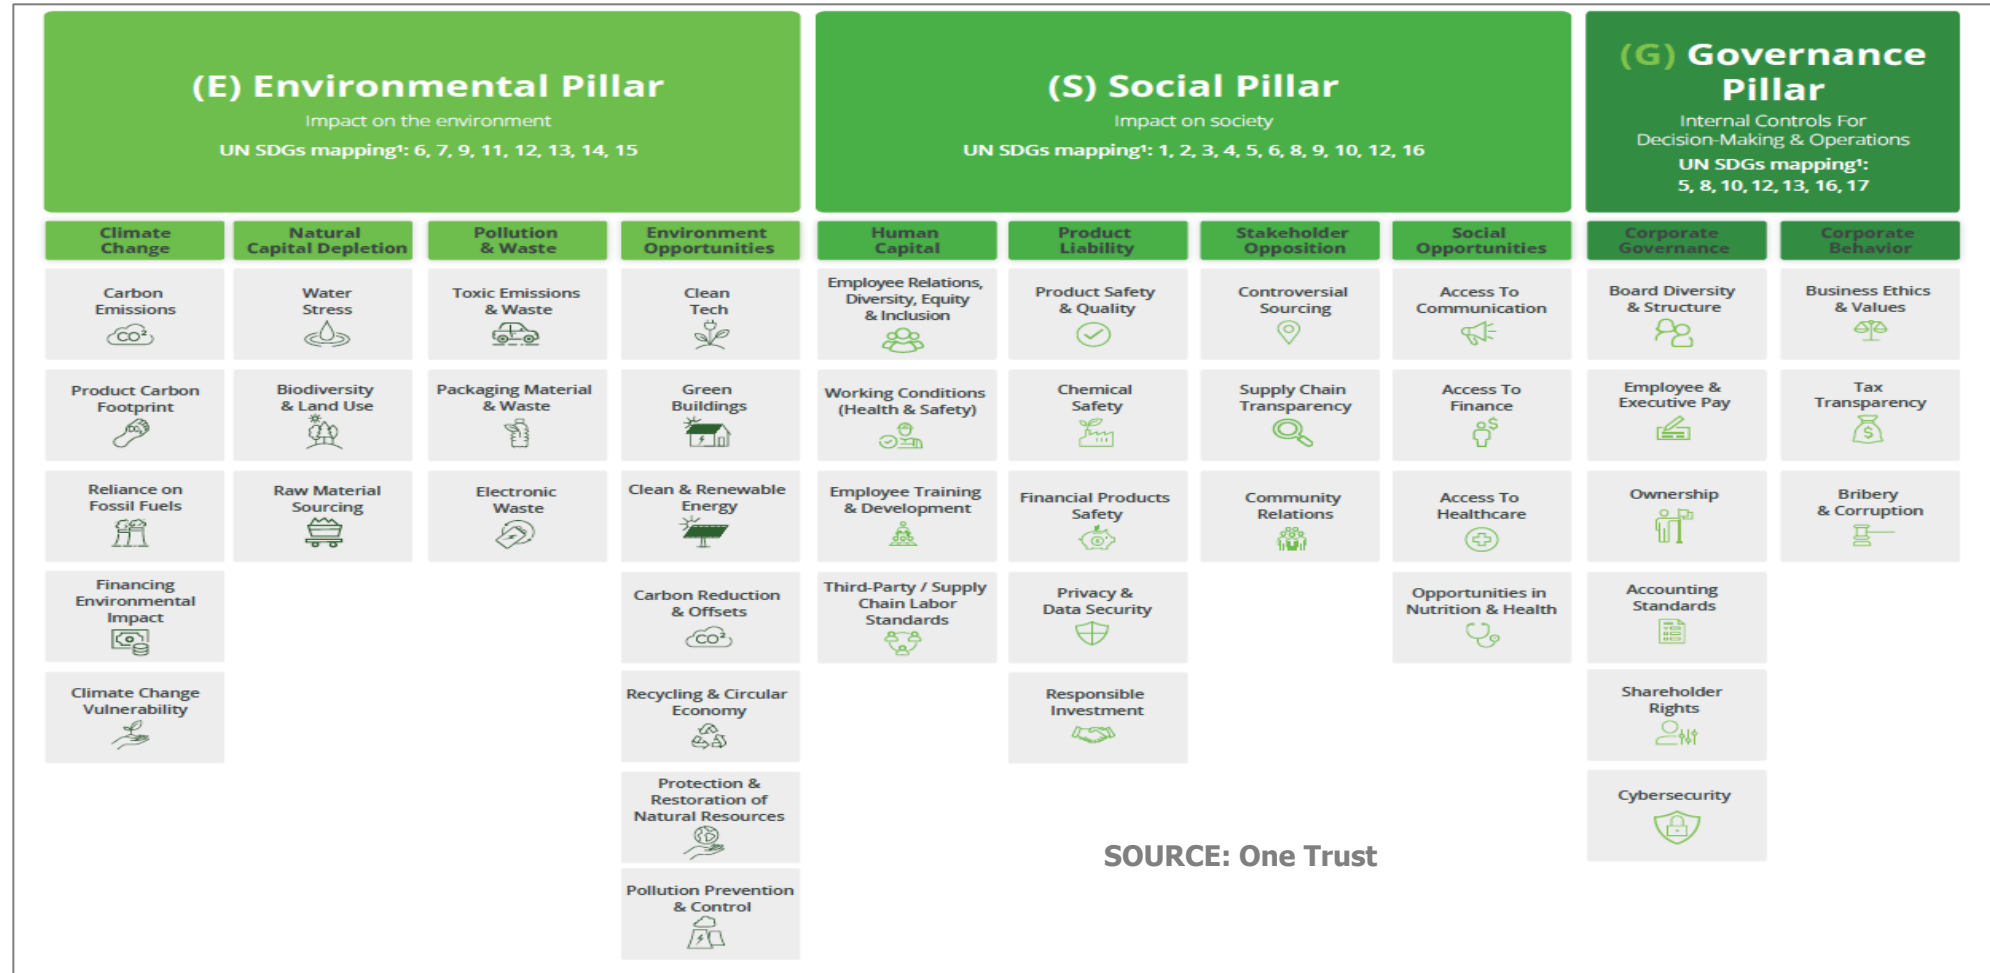 (E) Environmental Pillar
Impact on the environment
UN SDGs mapping¹: 6, 7, 9, 11, 12, 13, 14, 15
(S) Social Pillar
Impact on society
UN SDGs mapping¹: 1, 2, 3, 4, 5, 6, 8, 9, 10, 12, 16
(G) Governance
Pillar
Internal Controls For
Decision-Making & Operations
UN SDGs mapping¹:
5, 8, 10, 12, 13, 16, 17
Climate
Change
Carbon
Emissions
CO²
Product Carbon
Footprint
Reliance on
Fossil Fuels
Financing
Environmental
Impact
Climate Change
Vulnerability
Natural
Capital Depletion
Water
Stress
Biodiversity
& Land Use
Raw Material
Sourcing
Pollution
& Waste
Toxic Emissions
& Waste
Packaging Material
& Waste
Electronic
Waste
Environment
Opportunities
Clean
Tech
Green
Buildings
Clean & Renewable
Energy
Carbon Reduction
& Offsets
CO²
Recycling & Circular
Economy
Protection &
Restoration of
Natural Resources
Pollution Prevention
& Control
Human
Capital
Employee Relations,
Diversity, Equity
& Inclusion
Working Conditions
(Health & Safety)
Employee Training
& Development
Third-Party / Supply
Chain Labor
Standards
Product
Liability
Product Safety
& Quality
Chemical
Safety
Financial Products
Safety
Privacy &
Data Security
Responsible
Investment
Stakeholder
Opposition
Controversial
Sourcing
Supply Chain
Transparency
Community
Relations
Social
Opportunities
Access To
Communication
Access To
Finance
$
Access To
Healthcare
Opportunities in
Nutrition & Health
Corporate
Governance
Board Diversity
& Structure
Employee &
Executive Pay
Ownership
Accounting
Standards
Shareholder
Rights
Cybersecurity
Corporate
Behavior
Business Ethics
& Values
Tax
Transparency
$
Bribery
& Corruption
SOURCE: One Trust